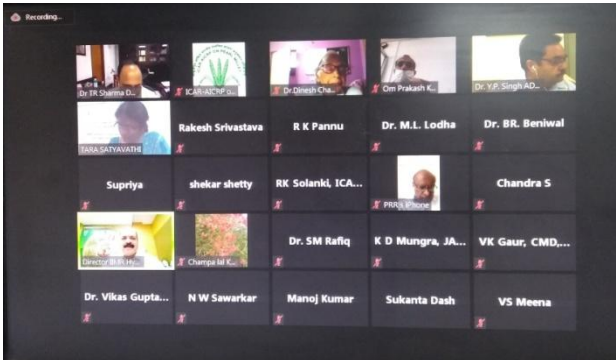 Recording...
Dr TR Sharma D...
ICAR-AICRP o...
Dr.Dinesh Cha...
Om Prakash K...
Dr. Y.P. Singh AD...
TARA SATYAVATHI
Rakesh Srivastava
R K Pannu
Dr. M.L. Lodha
Dr. BR. Beniwal
Supriya
shekar shetty
RK Solanki, ICA...
PRR's iPhone
Chandra S
Director IIMR Hy...
Champa lal K...
Dr. SM Rafiq
K D Mungra, JA...
VK Gaur, CMD,...
Dr. Vikas Gupta...
N W Sawarkar
Manoj Kumar
Sukanta Dash
VS Meena